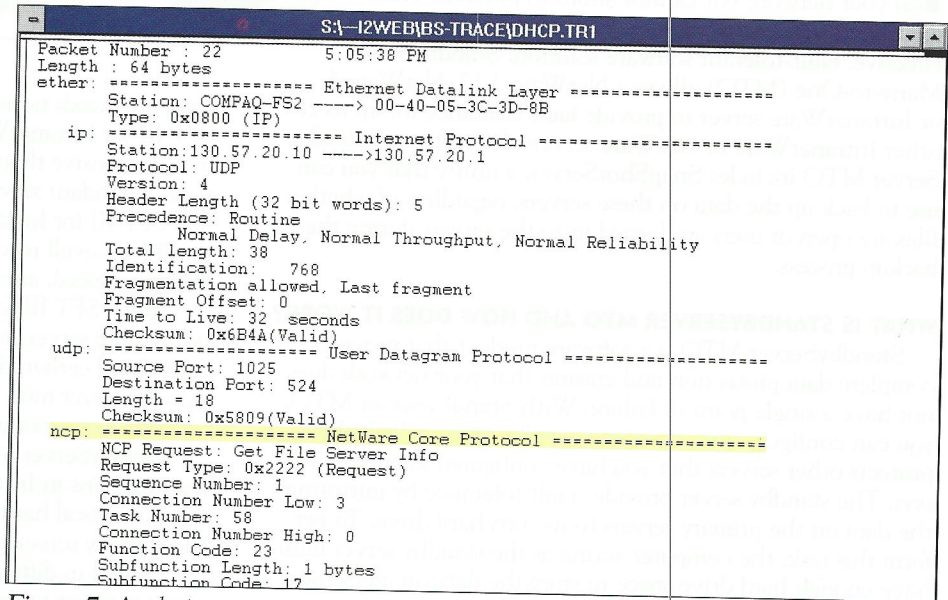 S:\—I2WEB\BS-TRACE\DHCP.TR1
Packet Number : 22 5:05:38 PM
Length : 64 bytes
ether: ==================== Ethernet Datalink Layer ====================
Station: COMPAQ-FS2 ----> 00-40-05-3C-3D-8B
Type: 0x0800 (IP)
ip: ======================= Internet Protocol =======================
Station:130.57.20.10 ---->130.57.20.1
Protocol: UDP
Version: 4
Header Length (32 bit words): 5
Precedence: Routine
Normal Delay, Normal Throughput, Normal Reliability
Total length: 38
Identification: 768
Fragmentation allowed, Last fragment
Fragment Offset: 0
Time to Live: 32 seconds
Checksum: 0x6B4A(Valid)
udp: ===================== User Datagram Protocol =====================
Source Port: 1025
Destination Port: 524
Length = 18
Checksum: 0x5809(Valid)
ncp: ===================== NetWare Core Protocol =====================
NCP Request: Get File Server Info
Request Type: 0x2222 (Request)
Sequence Number: 1
Connection Number Low: 3
Task Number: 58
Connection Number High: 0
Function Code: 23
Subfunction Length: 1 bytes
Subfunction Code: 17